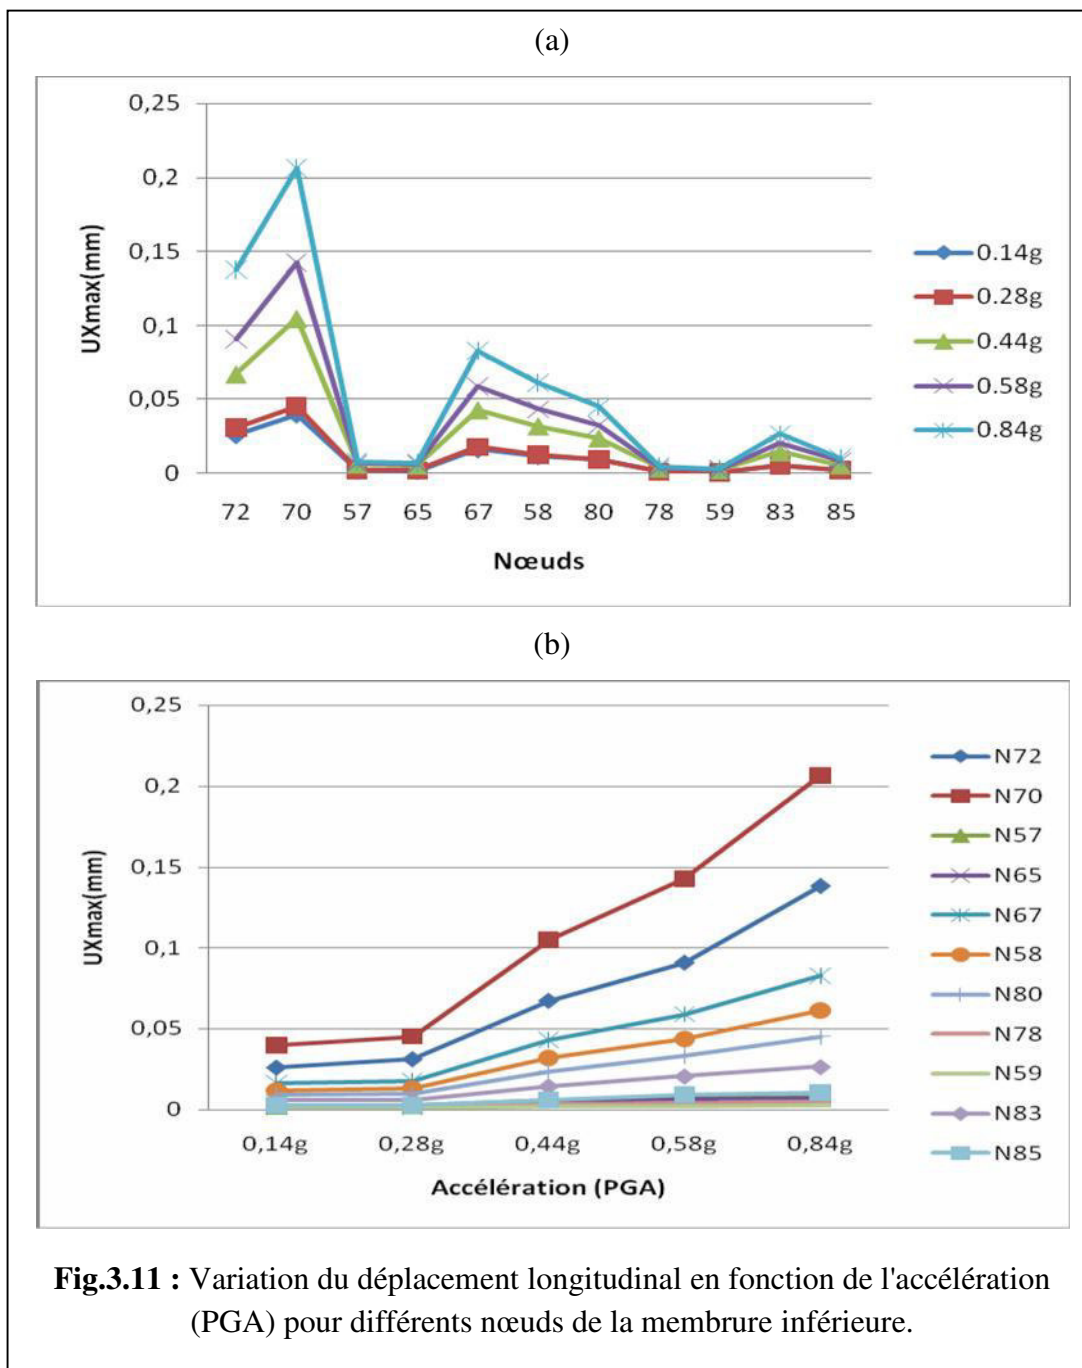 (a)
0,25
0,2
0,15
0,1
0,05
0
UXmax(mm)
72 70 57 65 67 58 80 78 59 83 85
Nœuds
0.14g
0.28g
0.44g
0.58g
0.84g
(b)
0,25
0,2
0,15
0,1
0,05
0
UXmax(mm)
0,14g 0,28g 0,44g 0,58g 0,84g
Accélération (PGA)
N72
N70
N57
N65
N67
N58
N80
N78
N59
N83
N85
Fig.3.11 : Variation du déplacement longitudinal en fonction de l'accélération
(PGA) pour différents nœuds de la membrure inférieure.